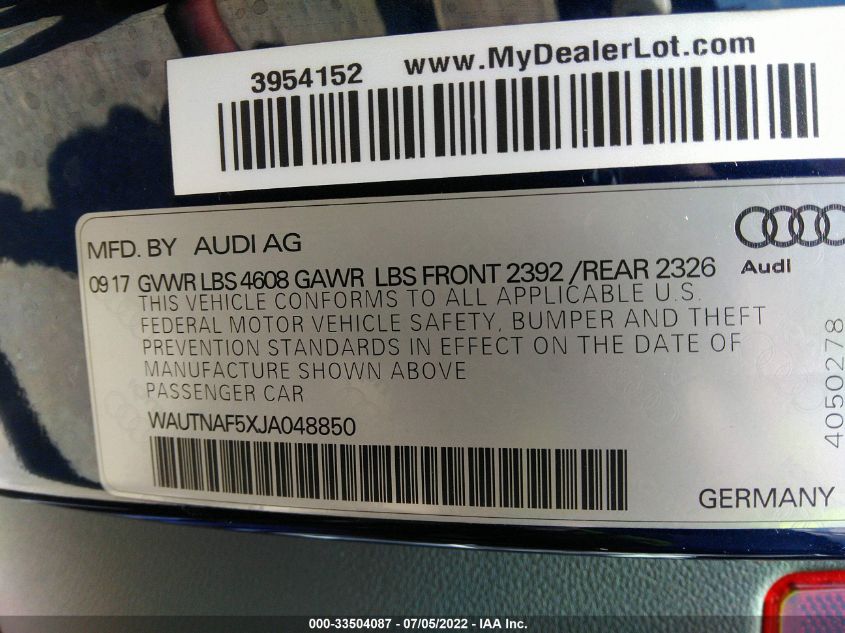 3954152 www.MyDealerLot.com
MFD. BY AUDI AG
Audi
09 17 GVWR LBS 4608 GAWR LBS FRONT 2392 /REAR 2326
THIS VEHICLE CONFORMS TO ALL APPLICABLE U.S.
FEDERAL MOTOR VEHICLE SAFETY, BUMPER AND THEFT
PREVENTION STANDARDS IN EFFECT ON THE DATE OF
MANUFACTURE SHOWN ABOVE
PASSENGER CAR
WAUTNAF5XJA048850
4050278
GERMANY
000-33504087 - 07/05/2022 - IAA Inc.